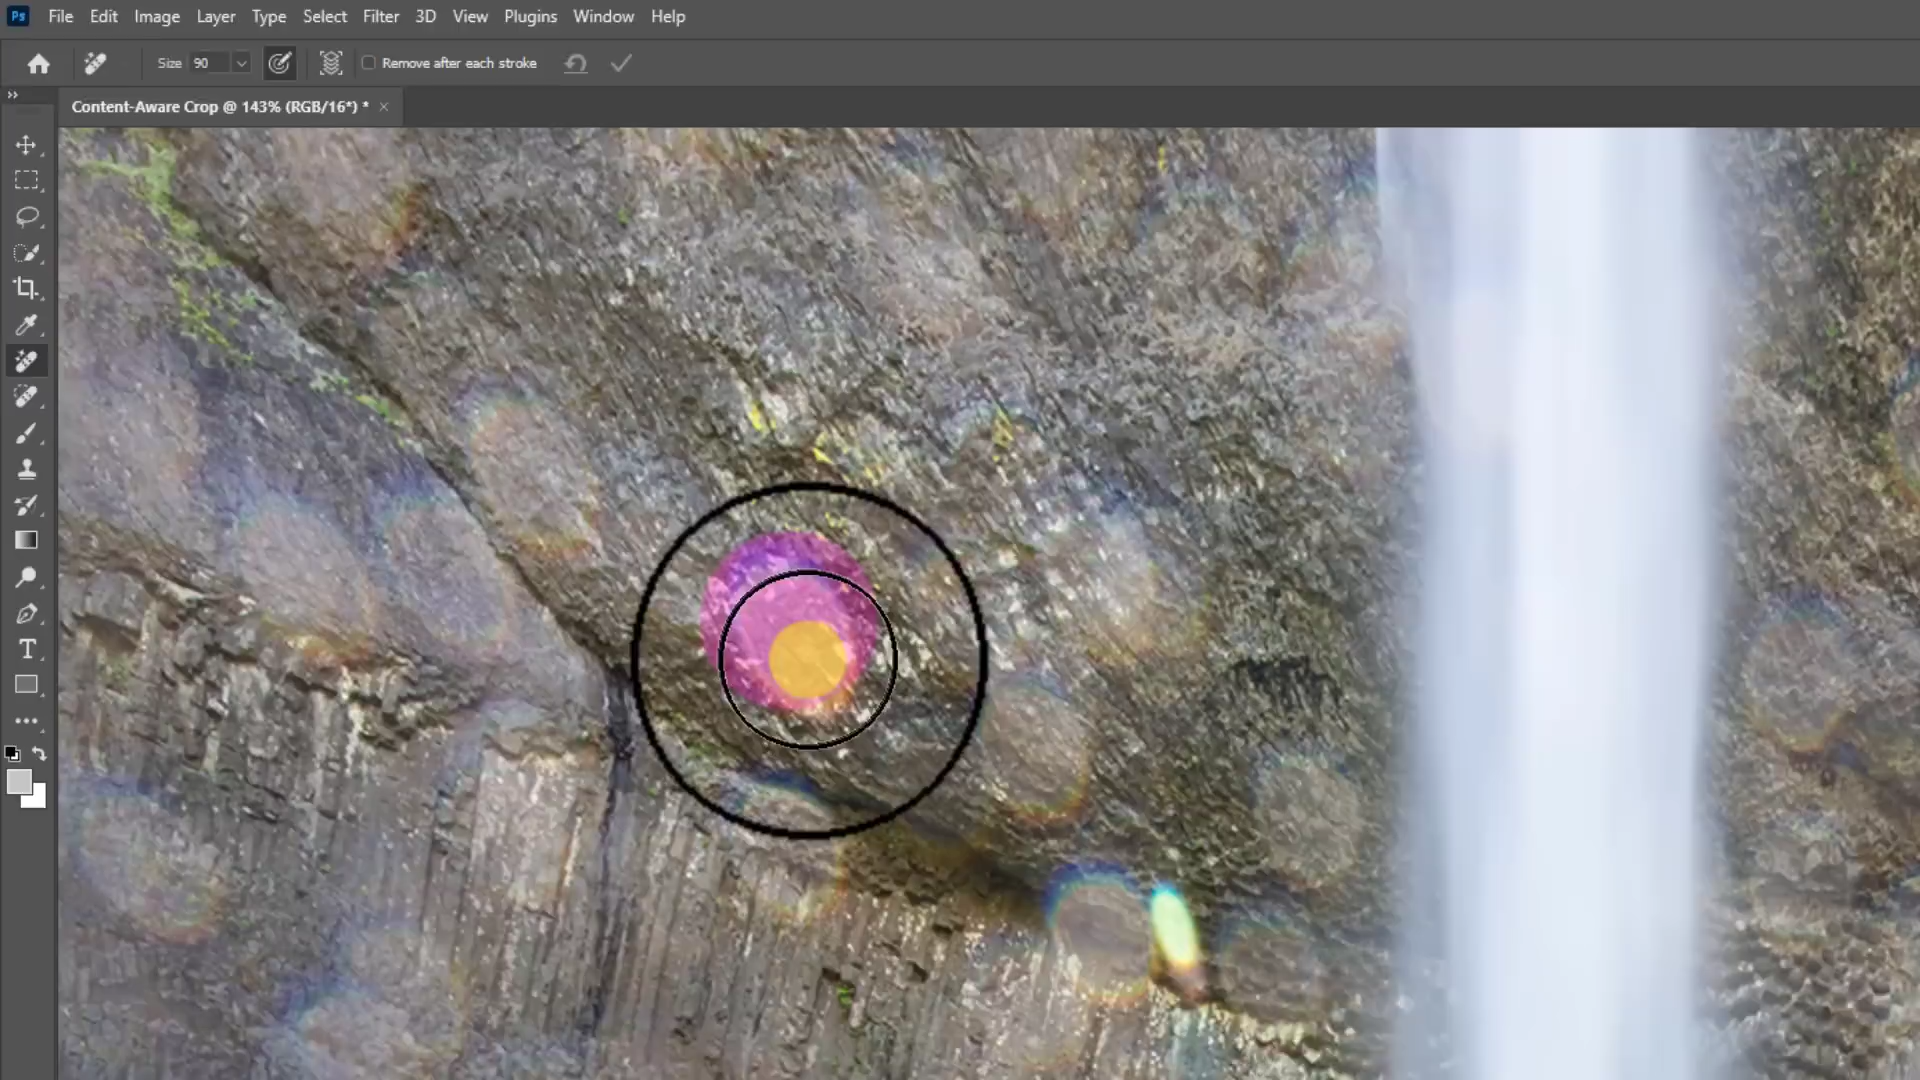 Ps File Edit Image Layer Type Select Filter 3D View Plugins Window Help
Size 90 Remove after each stroke
Content-Aware Crop @ 143% (RGB/16*) * ×
T